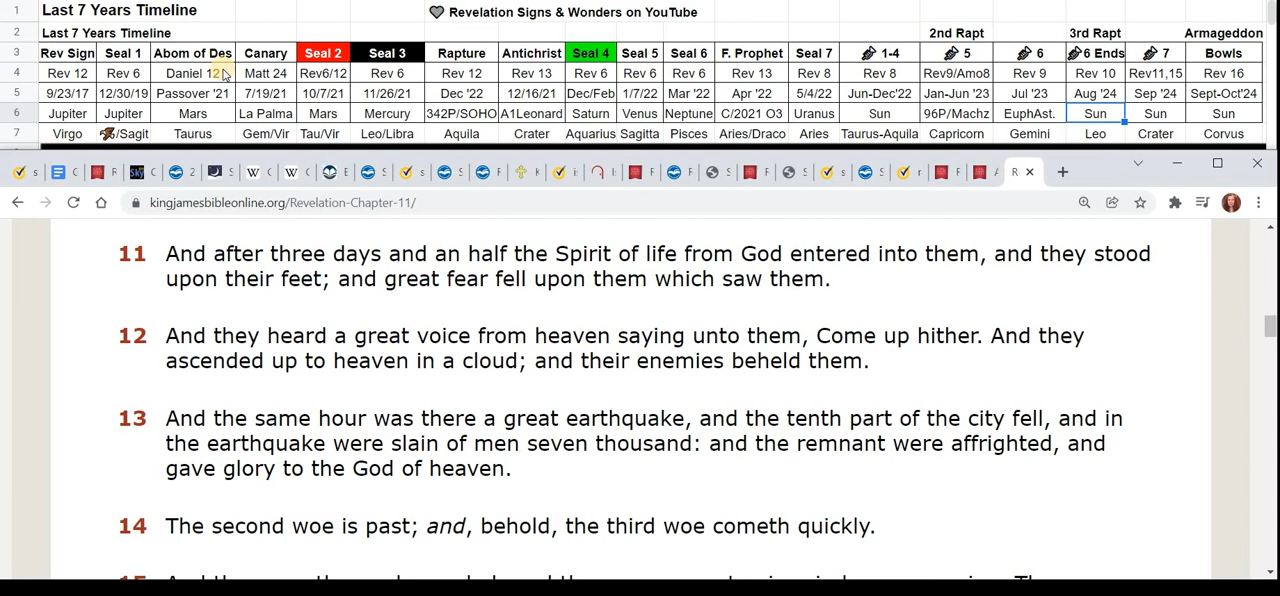 1 Last 7 Years Timeline Revelation Signs & Wonders on YouTube
2 Last 7 Years Timeline 2nd Rapt 3rd Rapt Armageddon
3 Rev Sign Seal 1 Abom of Des Canary Seal 2 Seal 3 Rapture Antichrist Seal 4 Seal 5 Seal 6 F. Prophet Seal 7 1-4 5 6 6 Ends 7 Bowls
4 Rev 12 Rev 6 Daniel 12 Matt 24 Rev6/12 Rev 6 Rev 12 Rev 13 Rev 6 Rev 6 Rev 6 Rev 13 Rev 8 Rev 8 Rev9/Amo8 Rev 9 Rev 10 Rev11,15 Rev 16
5 9/23/17 12/30/19 Passover '21 7/19/21 10/7/21 11/26/21 Dec '22 12/16/21 Dec/Feb 1/7/22 Mar '22 Apr '22 5/4/22 Jun-Dec'22 Jan-Jun '23 Jul '23 Aug '24 Sep '24 Sept-Oct'24
6 Jupiter Jupiter Mars La Palma Mars Mercury 342P/SOHO A1Leonard Saturn Venus Neptune C/2021 O3 Uranus Sun 96P/Machz EuphAst. Sun Sun Sun
7 Virgo /Sagit Taurus Gem/Vir Tau/Vir Leo/Libra Aquila Crater Aquarius Sagitta Pisces Aries/Draco Aries Taurus-Aquila Capricorn Gemini Leo Crater Corvus
kingjamesbibleonline.org/Revelation-Chapter-11/
11 And after three days and an half the Spirit of life from God entered into them, and they stood
upon their feet; and great fear fell upon them which saw them.
12 And they heard a great voice from heaven saying unto them, Come up hither. And they
ascended up to heaven in a cloud; and their enemies beheld them.
13 And the same hour was there a great earthquake, and the tenth part of the city fell, and in
the earthquake were slain of men seven thousand: and the remnant were affrighted, and
gave glory to the God of heaven.
14 The second woe is past; and, behold, the third woe cometh quickly.